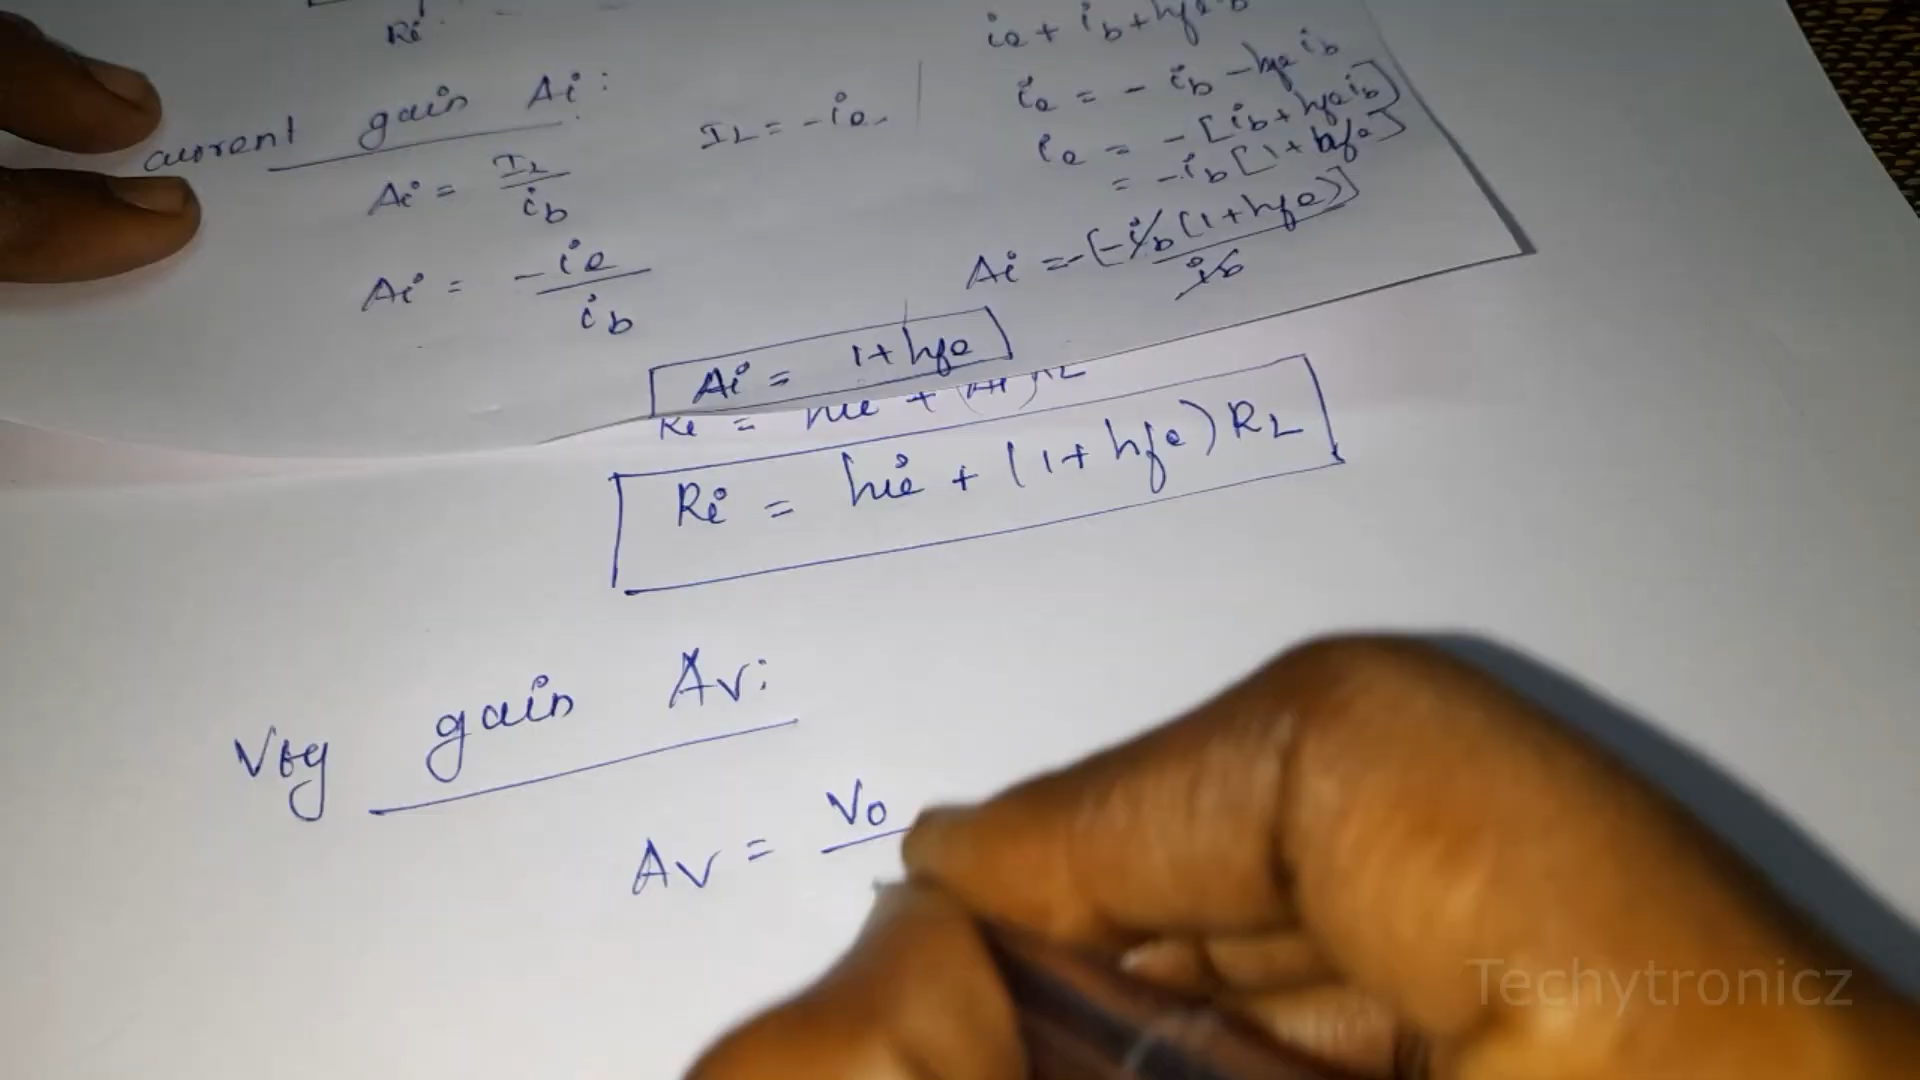 Ri
current gain Ai:
Ai = IL / ib
IL = -ie
Ai = -ie / ib
ie + ib + hfe ib
ie = - ib - hfe ib
ie = - [ib + hfe ib]
= - ib [1 + hfe]
Ai = -[-ib (1 + hfe)] / ib
Ai = 1 + hfe
Ri = hie + (1 + hfe) RL
Vtg gain Av:
Av = Vo
Techytronicz